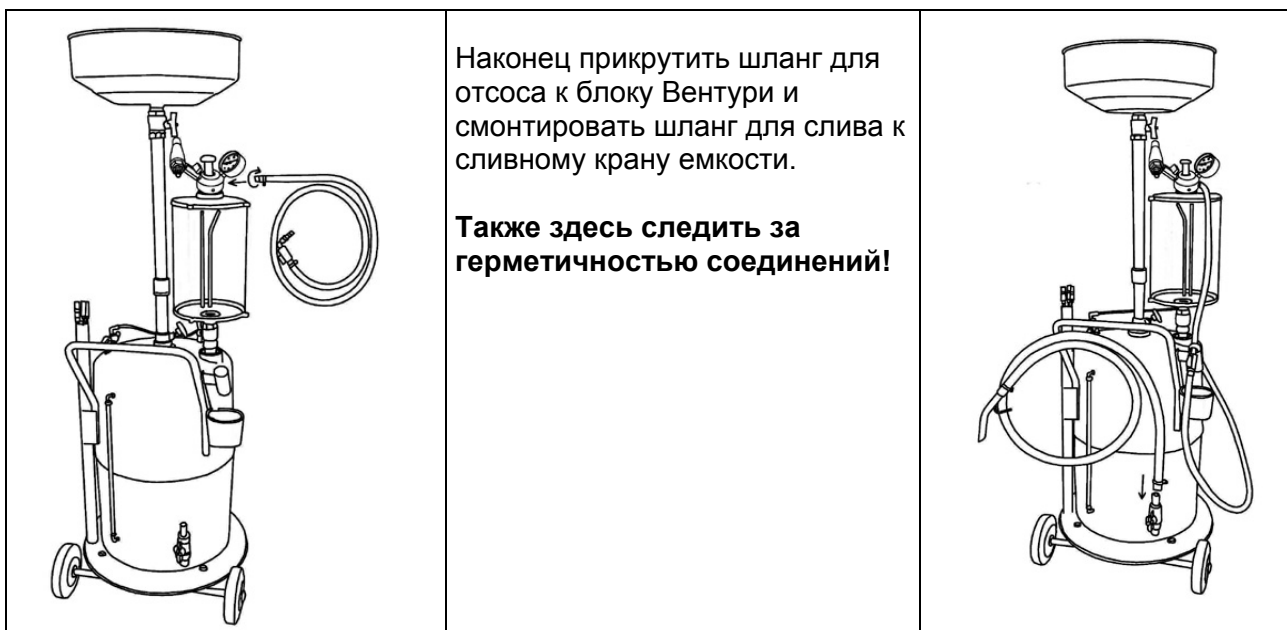 Наконец прикрутить шланг для
отсоса к блоку Вентури и
смонтировать шланг для слива к
сливному крану емкости.
Также здесь следить за
герметичностью соединений!